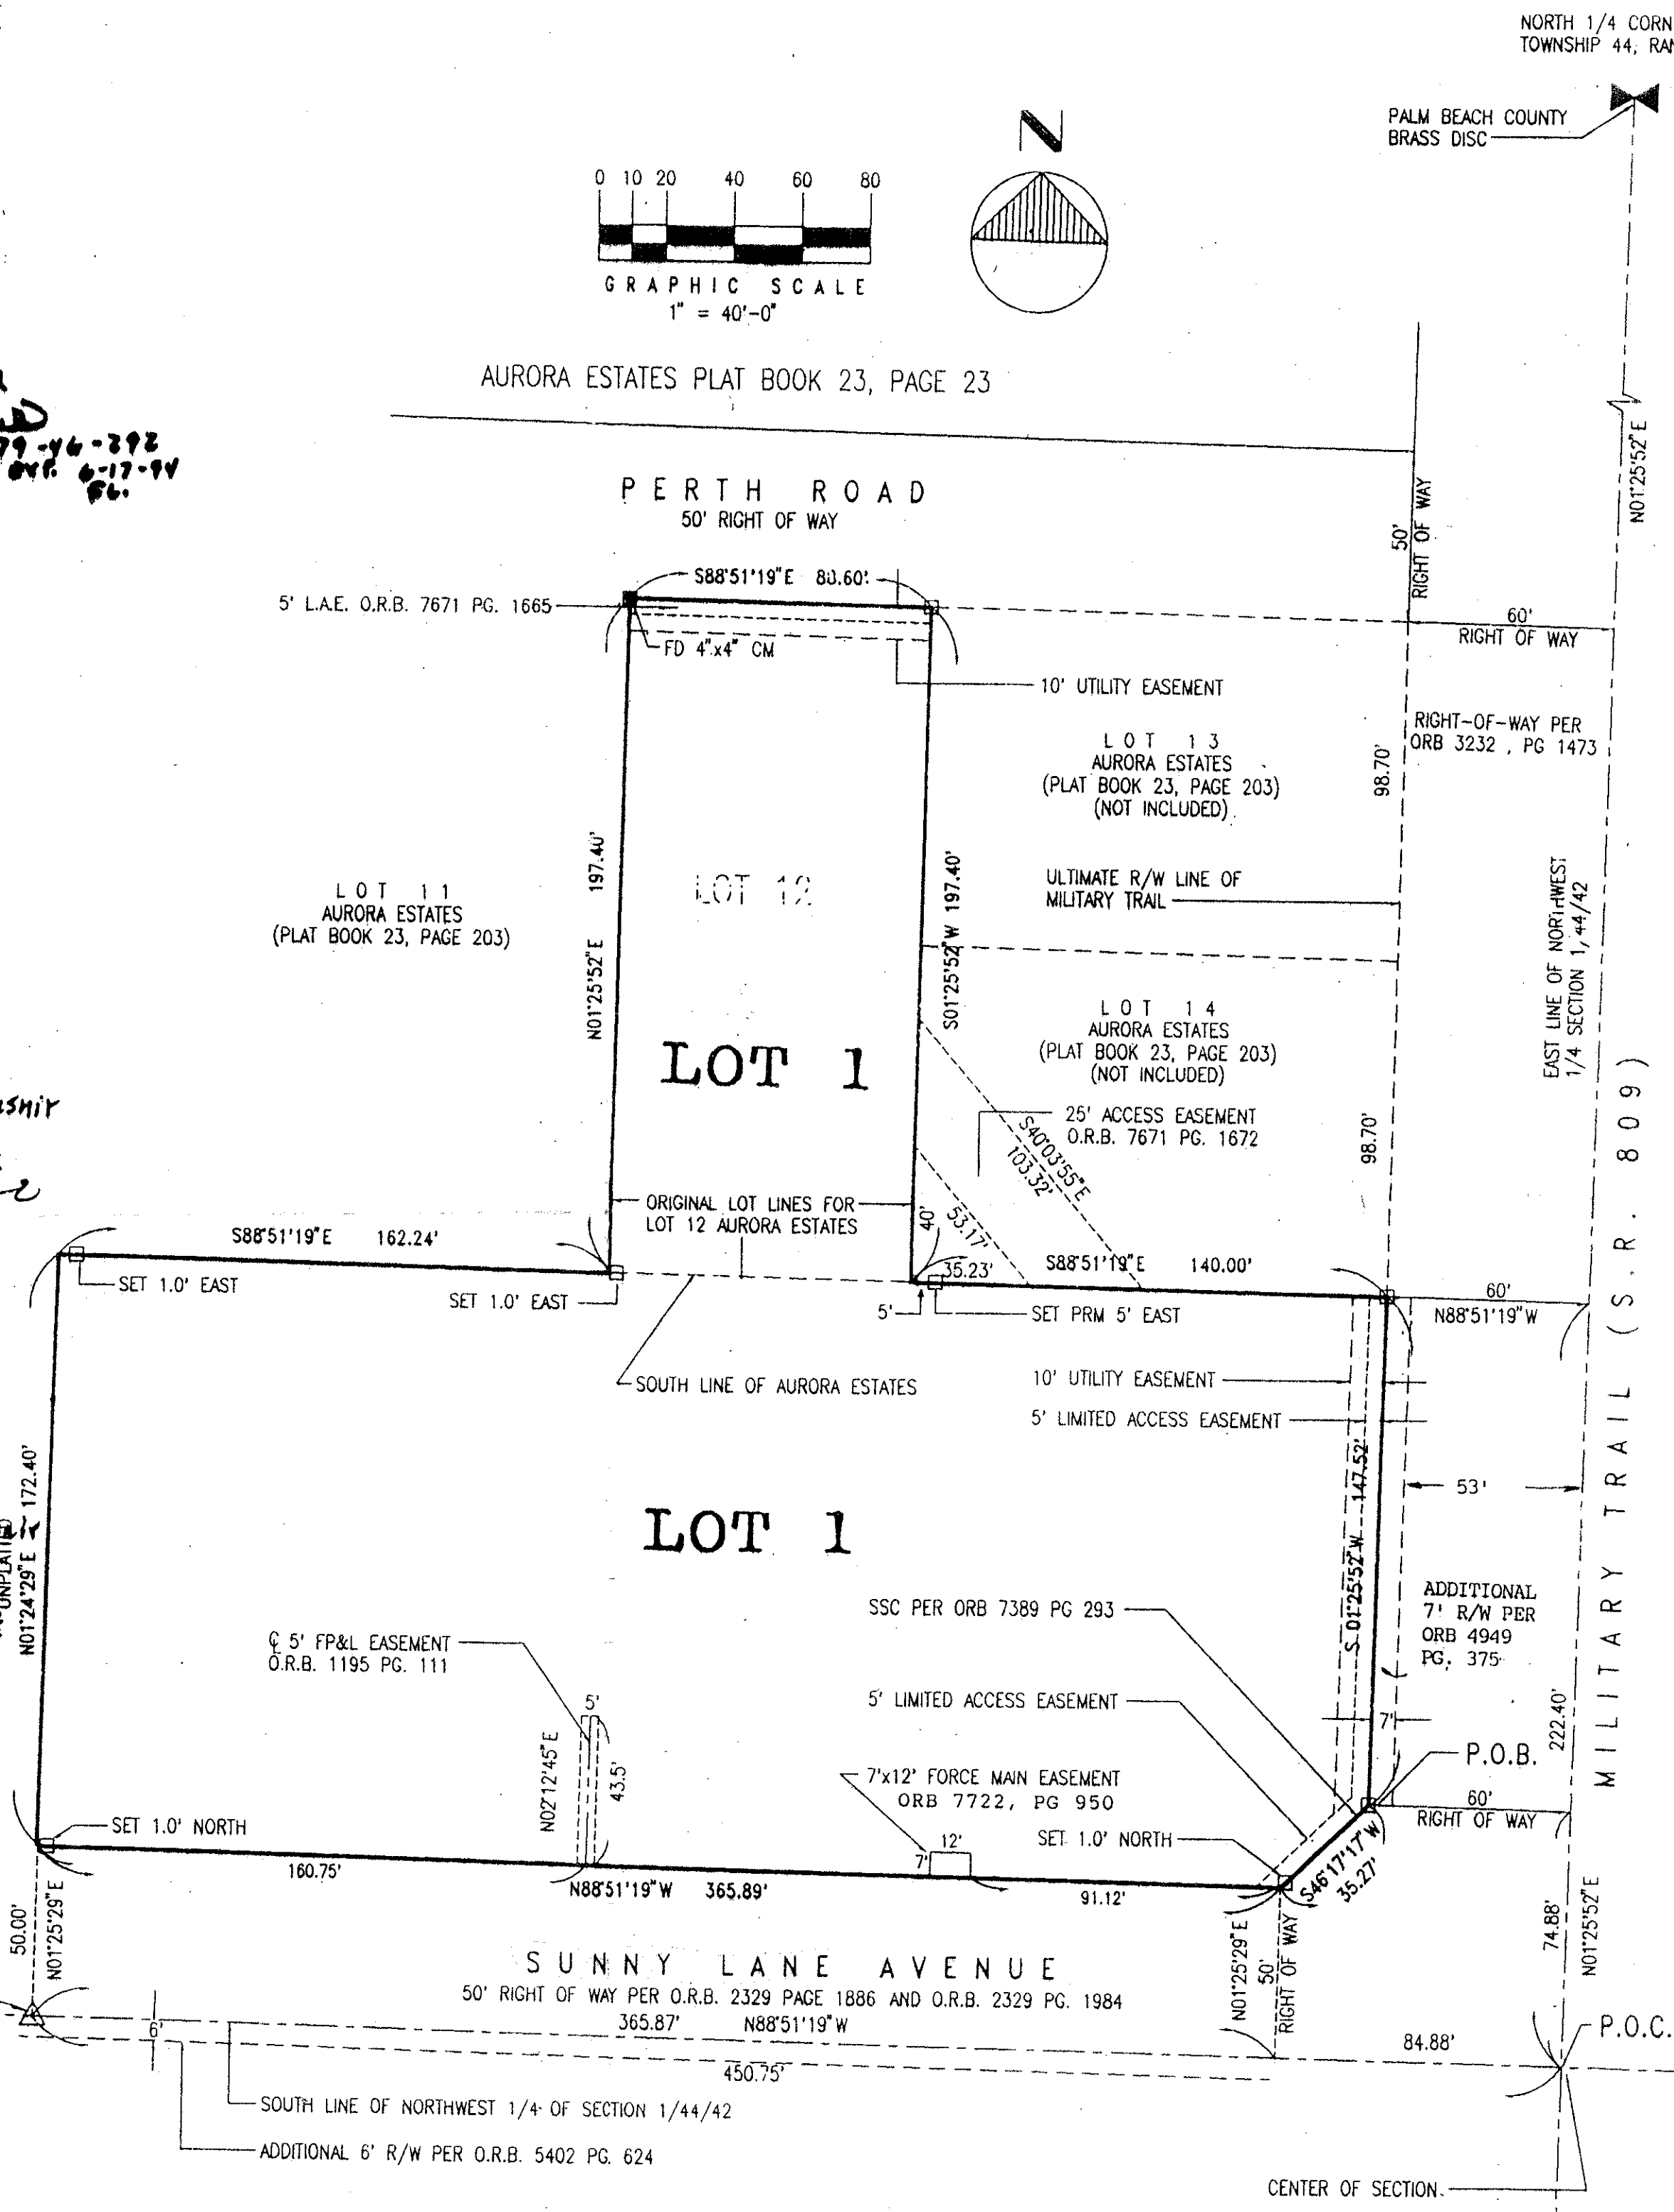 NORTH 1/4 CORN
TOWNSHIP 44, RAN
PALM BEACH COUNTY
BRASS DISC
N
0 10 20 40 60 80
GRAPHIC SCALE
1" = 40'-0"
AURORA ESTATES PLAT BOOK 23, PAGE 23
79-46-292
6-17-94
N01°25'52"E
PERTH ROAD
50' RIGHT OF WAY
50'
RIGHT OF WAY
S88°51'19"E 80.60'
5' L.A.E. O.R.B. 7671 PG. 1665
FD 4"x4" CM
60'
RIGHT OF WAY
10' UTILITY EASEMENT
RIGHT-OF-WAY PER
ORB 3232 , PG 1473
LOT 13
AURORA ESTATES
(PLAT BOOK 23, PAGE 203)
(NOT INCLUDED)
98.70'
N01°25'52"E 197.40'
LOT 12
S01°25'52"W 197.40'
ULTIMATE R/W LINE OF
MILITARY TRAIL
LOT 11
AURORA ESTATES
(PLAT BOOK 23, PAGE 203)
EAST LINE OF NORTHWEST
1/4 SECTION 1, 44/42
LOT 14
AURORA ESTATES
(PLAT BOOK 23, PAGE 203)
(NOT INCLUDED)
LOT 1
25' ACCESS EASEMENT
O.R.B. 7671 PG. 1672
S40°03'55"E
103.32'
98.70'
ORIGINAL LOT LINES FOR
LOT 12 AURORA ESTATES
40'
53.17'
S88°51'19"E 162.24'
SET 1.0' EAST
SET 1.0' EAST
35.23'
S88°51'19"E 140.00'
5'
SET PRM 5' EAST
60'
N88°51'19"W
SOUTH LINE OF AURORA ESTATES
10' UTILITY EASEMENT
5' LIMITED ACCESS EASEMENT
MILITARY TRAIL (S.R. 809)
53'
S 01°25'52"W 147.52'
LOT 1
UNPLATTED
N01°24'29"E 172.40'
SSC PER ORB 7389 PG 293
ADDITIONAL
7' R/W PER
ORB 4949
PG. 375
℄ 5' FP&L EASEMENT
O.R.B. 1195 PG. 111
5' LIMITED ACCESS EASEMENT
5'
N02°12'45"E
43.5'
7'
222.40'
P.O.B.
7'x12' FORCE MAIN EASEMENT
ORB 7722, PG 950
12'
7'
SET 1.0' NORTH
SET 1.0' NORTH
60'
RIGHT OF WAY
S46°17'17"W
35.27'
160.75'
N88°51'19"W 365.89'
91.12'
50.00'
N01°25'29"E
N01°25'29"E
50'
RIGHT OF WAY
74.88'
N01°25'52"E
SUNNY LANE AVENUE
50' RIGHT OF WAY PER O.R.B. 2329 PAGE 1886 AND O.R.B. 2329 PG. 1984
6'
365.87' N88°51'19"W
84.88'
P.O.C.
450.75'
SOUTH LINE OF NORTHWEST 1/4 OF SECTION 1/44/42
ADDITIONAL 6' R/W PER O.R.B. 5402 PG. 624
CENTER OF SECTION